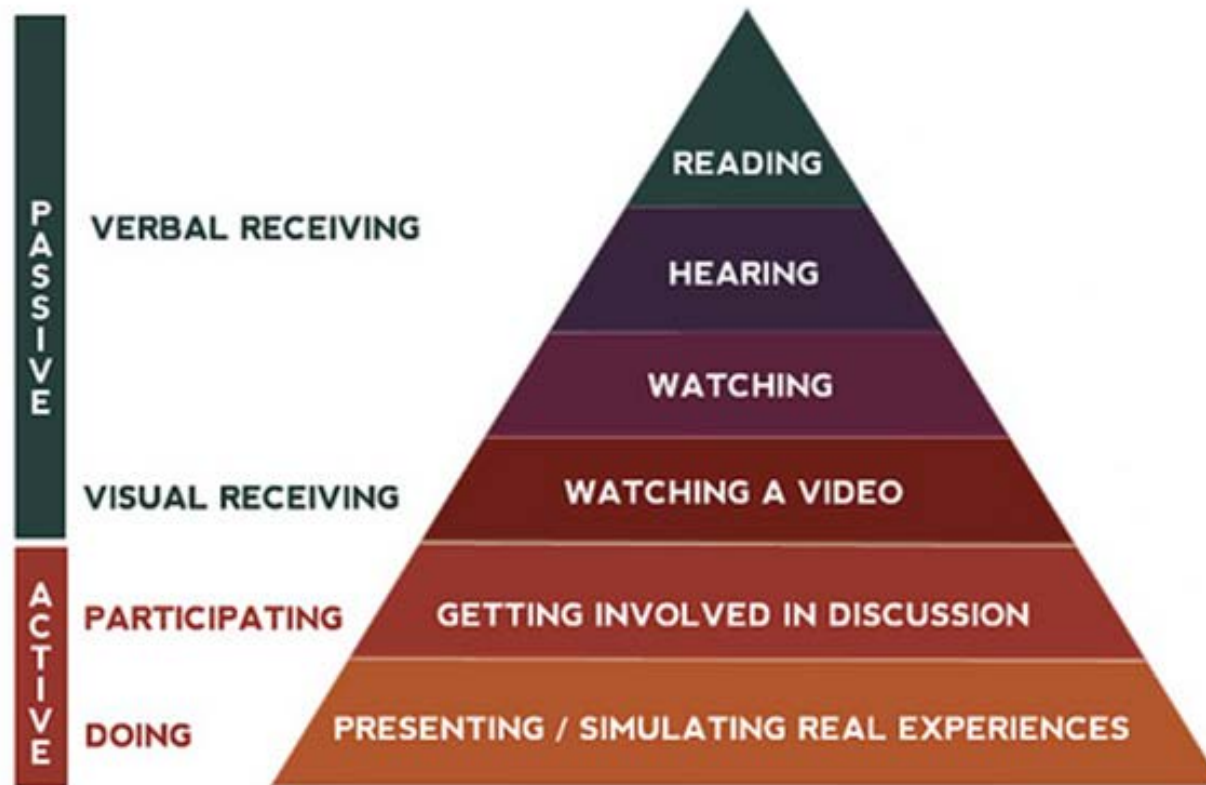 PASSIVE
VERBAL RECEIVING
READING
HEARING
WATCHING
VISUAL RECEIVING
WATCHING A VIDEO
ACTIVE
PARTICIPATING
GETTING INVOLVED IN DISCUSSION
DOING
PRESENTING / SIMULATING REAL EXPERIENCES